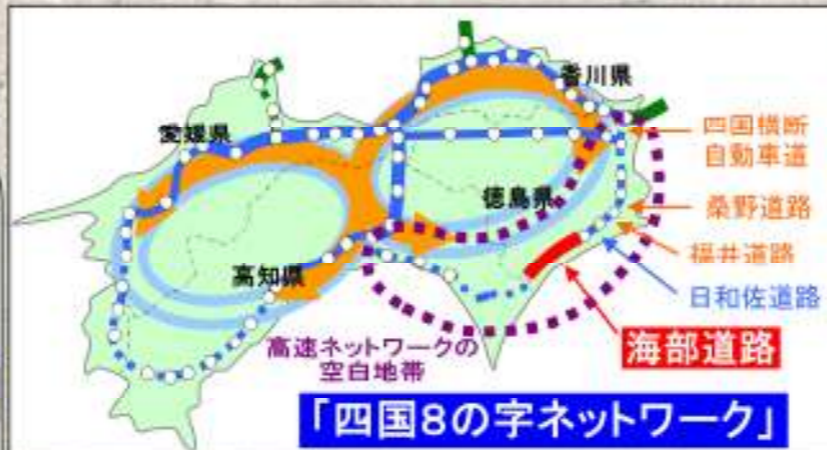 香川県
愛媛県
四国横断
自動車道
徳島県
桑野道路
福井道路
高知県
日和佐道路
海部道路
高速ネットワークの
空白地帯
「四国8の字ネットワーク」